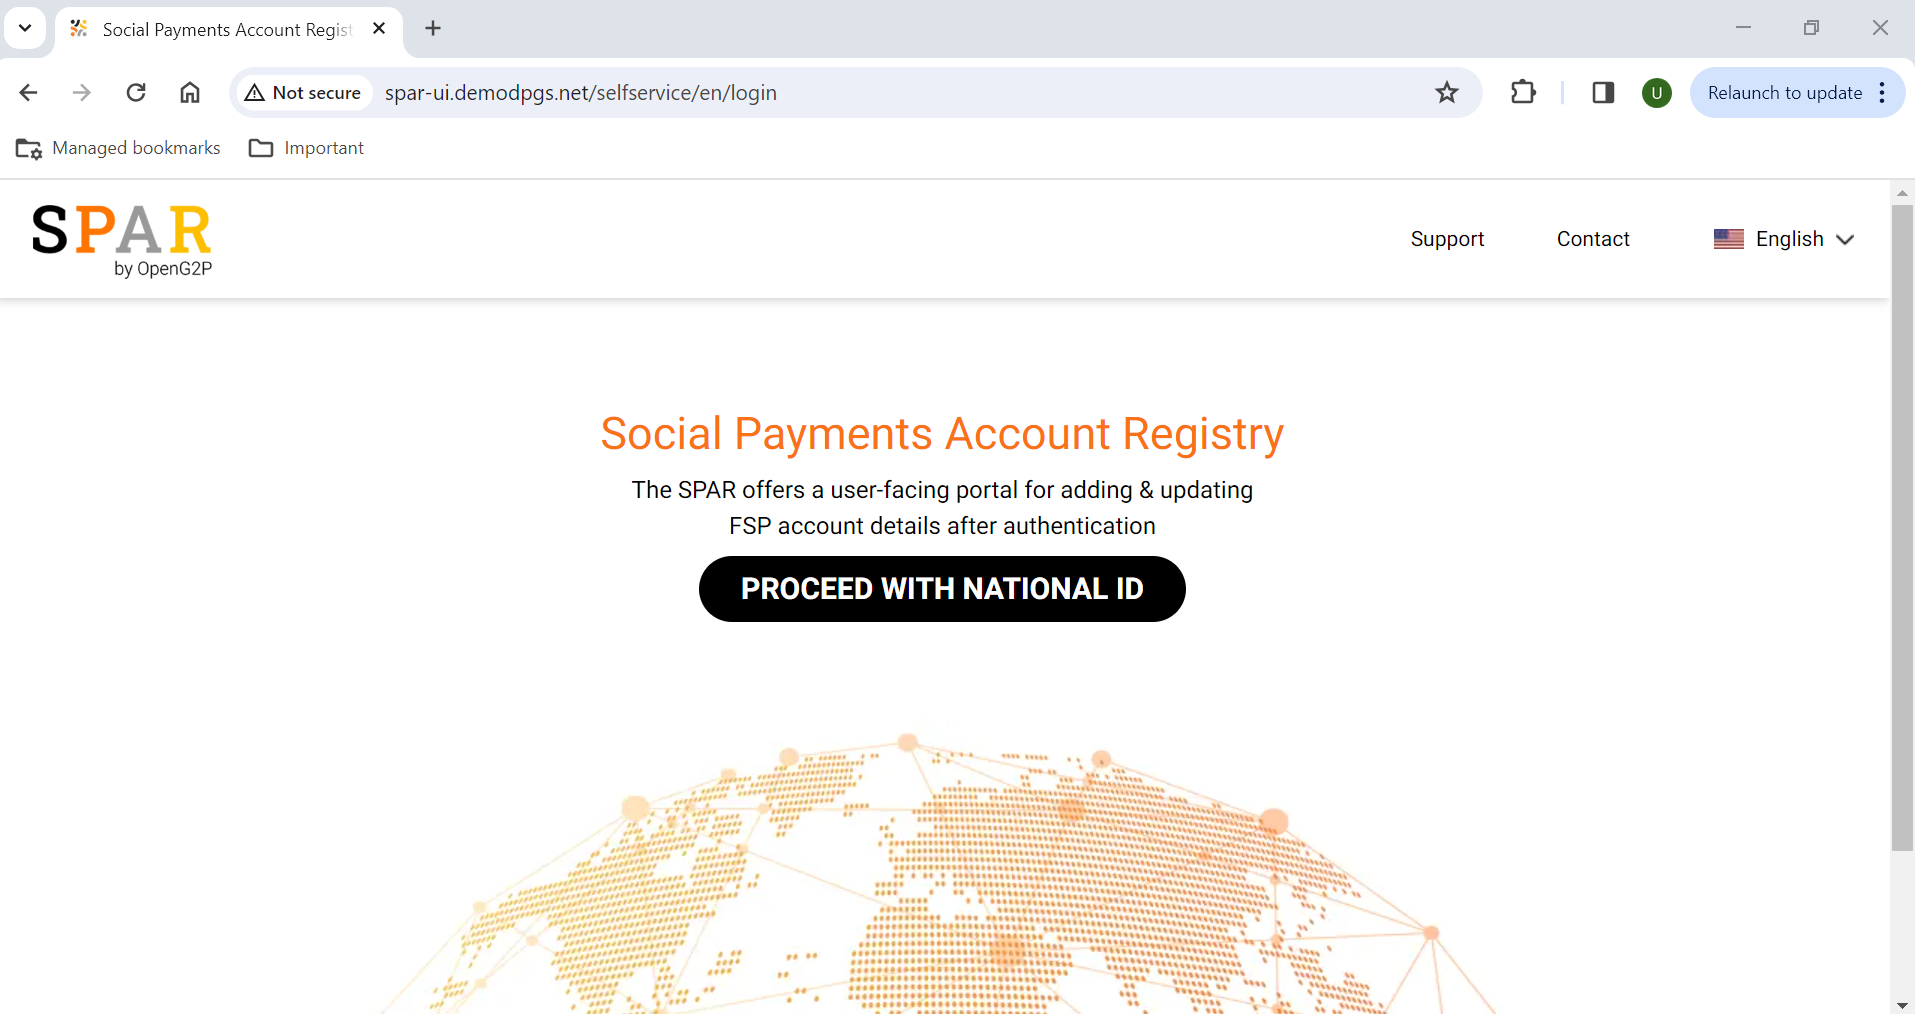 Social Payments Account Regist
Not secure
spar-ui.demodpgs.net/selfservice/en/login
U
Relaunch to update
Managed bookmarks
Important
SPAR
by OpenG2P
Support
Contact
English
Social Payments Account Registry
The SPAR offers a user-facing portal for adding & updating
FSP account details after authentication
PROCEED WITH NATIONAL ID